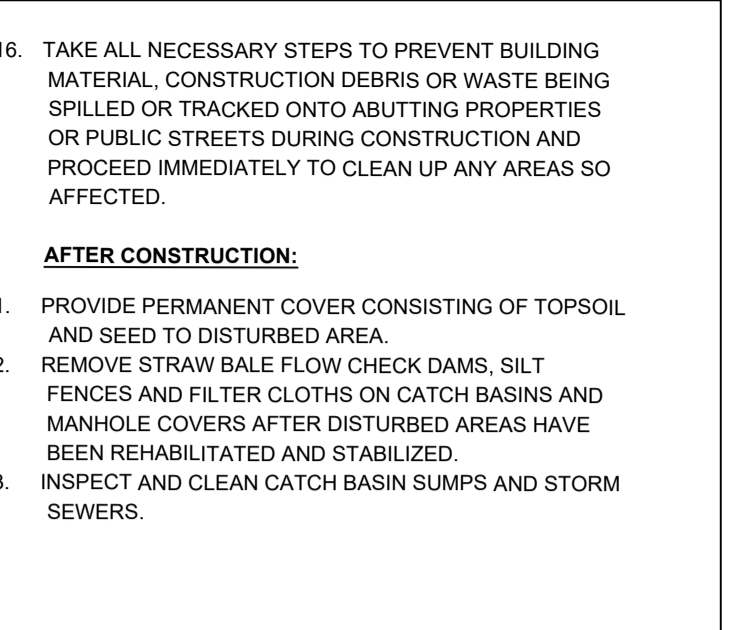 16. TAKE ALL NECESSARY STEPS TO PREVENT BUILDING
MATERIAL, CONSTRUCTION DEBRIS OR WASTE BEING
SPILLED OR TRACKED ONTO ABUTTING PROPERTIES
OR PUBLIC STREETS DURING CONSTRUCTION AND
PROCEED IMMEDIATELY TO CLEAN UP ANY AREAS SO
AFFECTED.
AFTER CONSTRUCTION:
1. PROVIDE PERMANENT COVER CONSISTING OF TOPSOIL
AND SEED TO DISTURBED AREA.
2. REMOVE STRAW BALE FLOW CHECK DAMS, SILT
FENCES AND FILTER CLOTHS ON CATCH BASINS AND
MANHOLE COVERS AFTER DISTURBED AREAS HAVE
BEEN REHABILITATED AND STABILIZED.
3. INSPECT AND CLEAN CATCH BASIN SUMPS AND STORM
SEWERS.